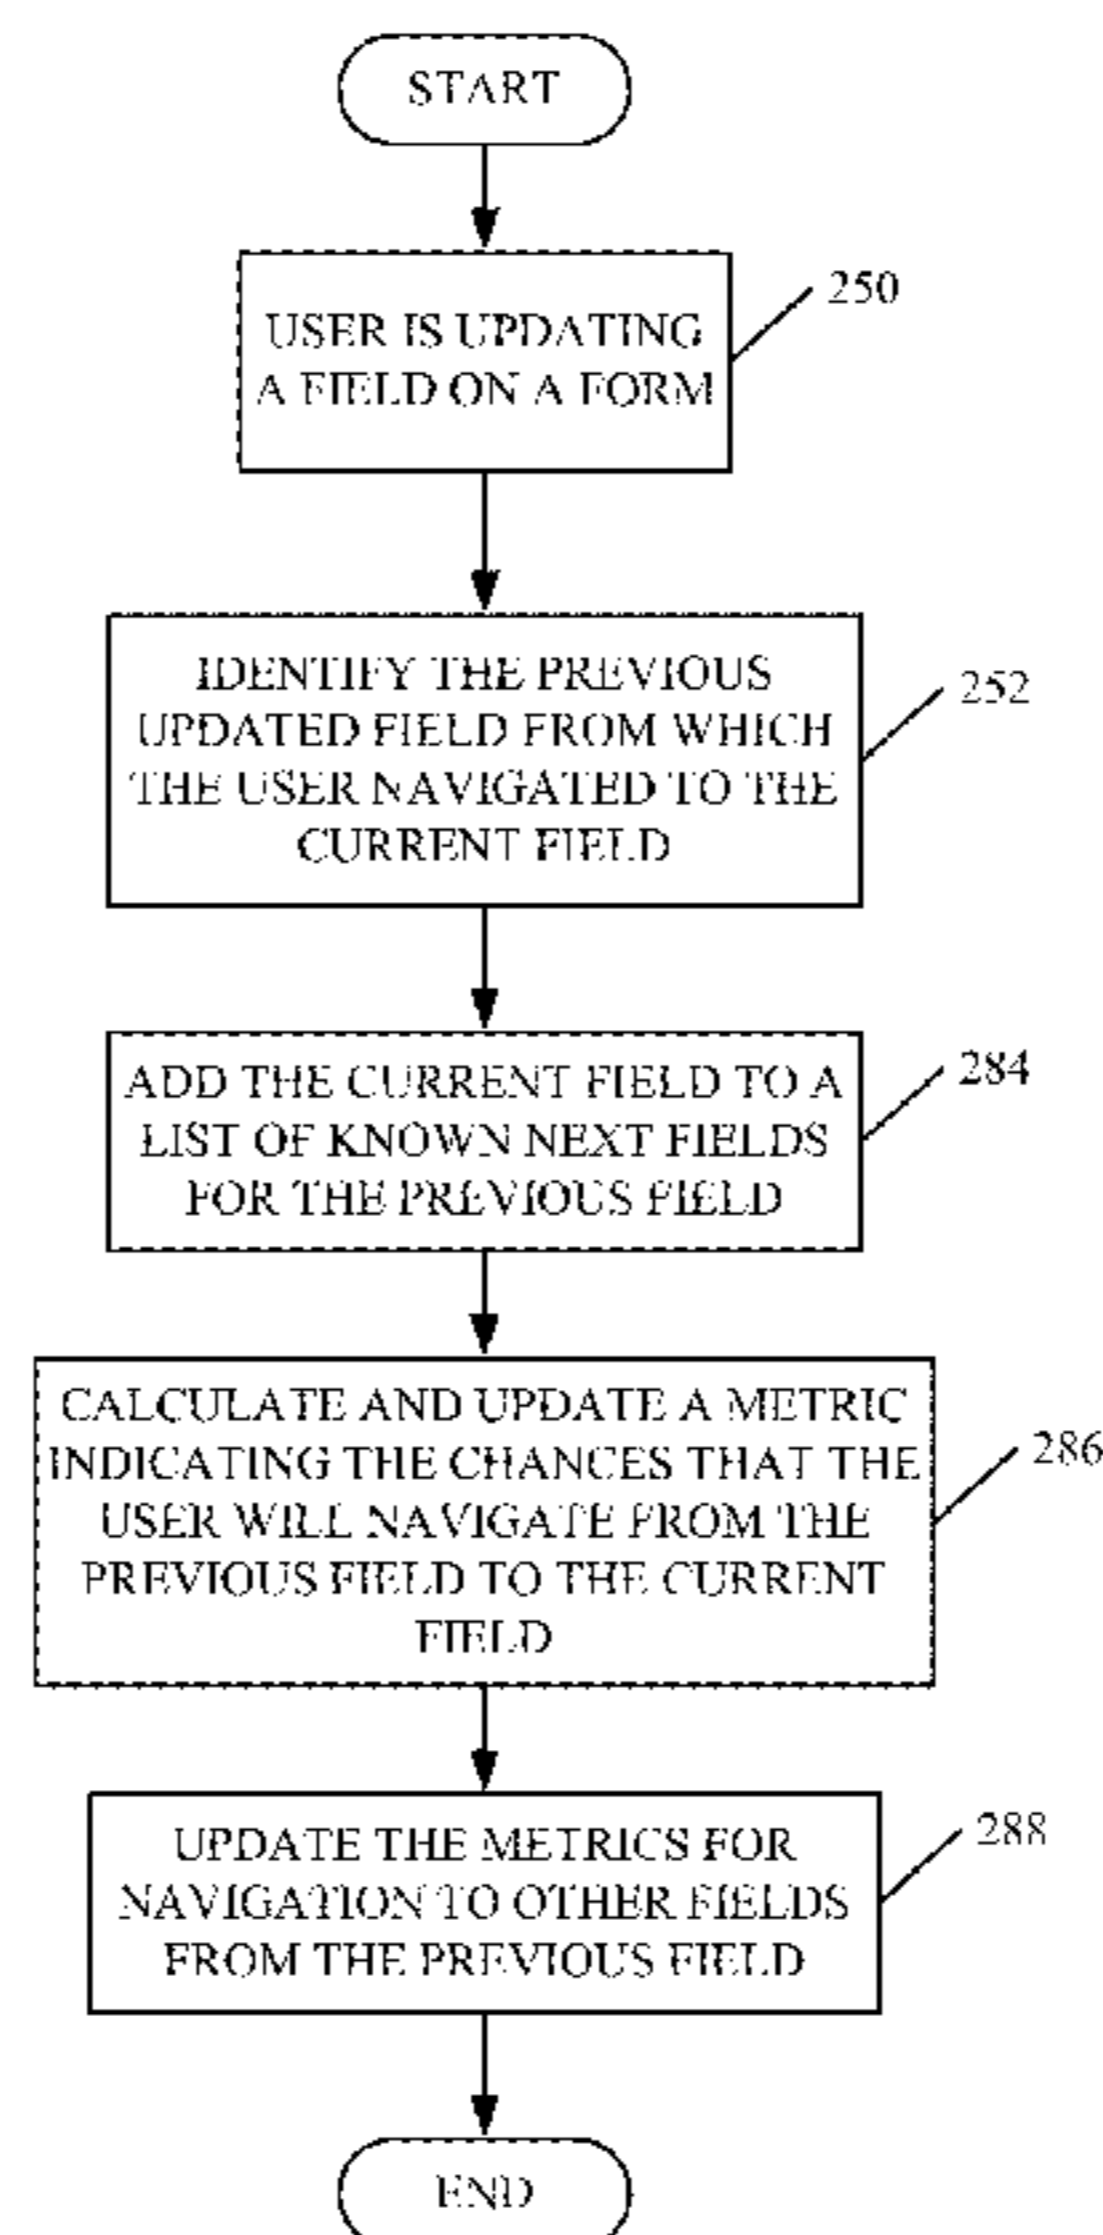 START
USER IS UPDATING
A FIELD ON A FORM
250
IDENTIFY THE PREVIOUS
UPDATED FIELD FROM WHICH
THE USER NAVIGATED TO THE
CURRENT FIELD
252
ADD THE CURRENT FIELD TO A
LIST OF KNOWN NEXT FIELDS
FOR THE PREVIOUS FIELD
284
CALCULATE AND UPDATE A METRIC
INDICATING THE CHANCES THAT THE
USER WILL NAVIGATE FROM THE
PREVIOUS FIELD TO THE CURRENT
FIELD
286
UPDATE THE METRICS FOR
NAVIGATION TO OTHER FIELDS
FROM THE PREVIOUS FIELD
288
END